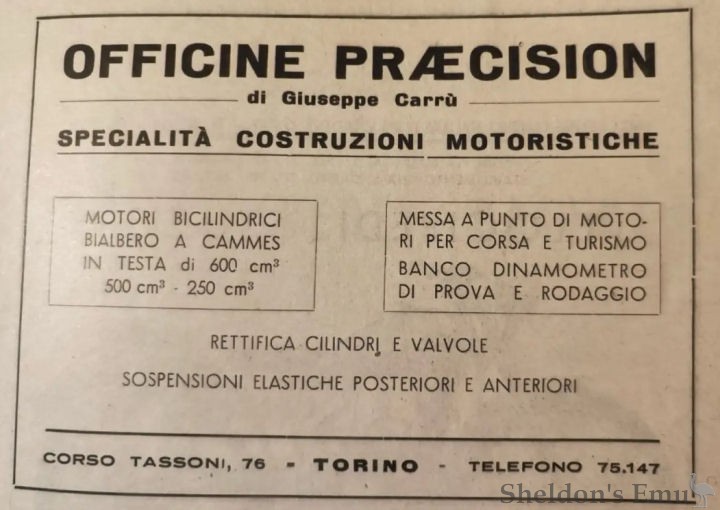 OFFICINE PRÆCISION
di Giuseppe Carrù
SPECIALITÀ COSTRUZIONI MOTORISTICHE
MOTORI BICILINDRICI
BIALBERO A CAMMES
IN TESTA di 600 cm³
500 cm³ - 250 cm³
MESSA A PUNTO DI MOTO-
RI PER CORSA E TURISMO
BANCO DINAMOMETRO
DI PROVA E RODAGGIO
RETTIFICA CILINDRI E VALVOLE
SOSPENSIONI ELASTICHE POSTERIORI E ANTERIORI
CORSO TASSONI, 76 - TORINO - TELEFONO 75.147
Sheldon's Emu